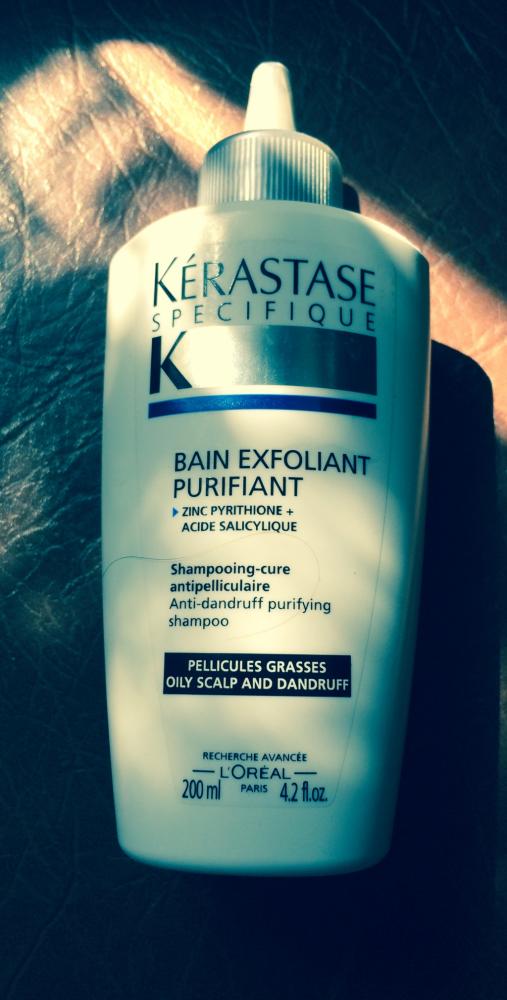 KÉRASTASE
SPECIFIQUE
K
BAIN EXFOLIANT
PURIFIANT
ZINC PYRITHIONE +
ACIDE SALICYLIQUE
Shampooing-cure
antipelliculaire
Anti-dandruff purifying
shampoo
PELLICULES GRASSES
OILY SCALP AND DANDRUFF
RECHERCHE AVANCÉE
L'ORÉAL
200 ml PARIS 4.2 fl.oz.